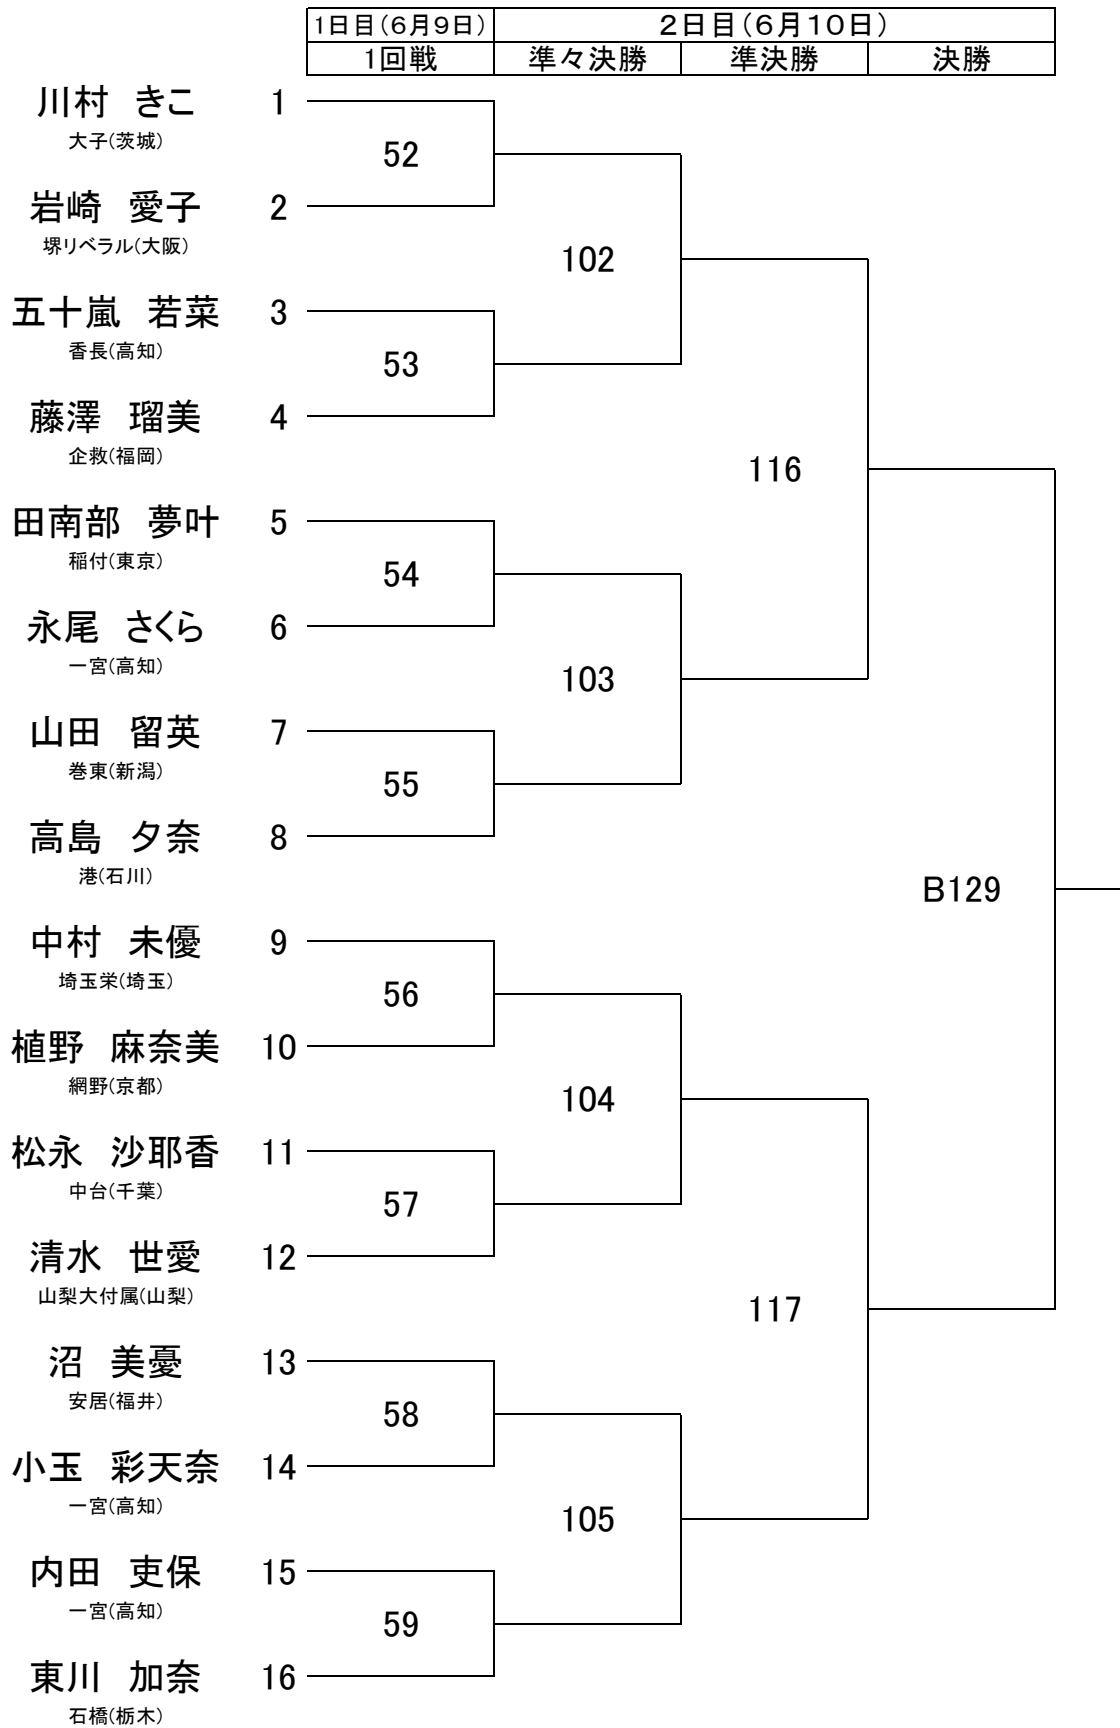 1日目(6月9日) 2日目(6月10日)
1回戦 準々決勝 準決勝 決勝
川村 きこ 1
大子(茨城)
52
岩崎 愛子 2
堺リベラル(大阪)
102
五十嵐 若菜 3
香長(高知)
53
藤澤 瑠美 4
企救(福岡)
116
田南部 夢叶 5
稲付(東京)
54
永尾 さくら 6
一宮(高知)
103
山田 留英 7
巻東(新潟)
55
高島 夕奈 8
港(石川)
B129
中村 未優 9
埼玉栄(埼玉)
56
植野 麻奈美 10
網野(京都)
104
松永 沙耶香 11
中台(千葉)
57
清水 世愛 12
山梨大付属(山梨)
117
沼 美憂 13
安居(福井)
58
小玉 彩天奈 14
一宮(高知)
105
内田 吏保 15
一宮(高知)
59
東川 加奈 16
石橋(栃木)